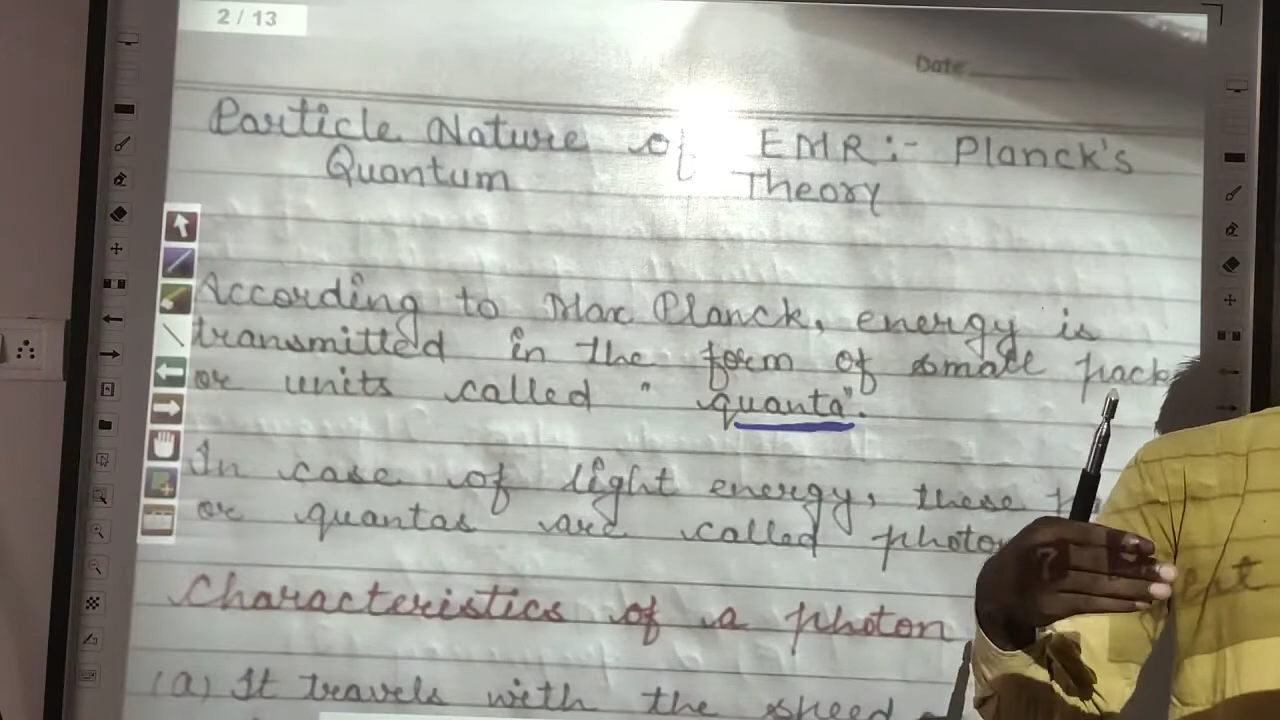 2 / 13
Date
Particle Nature of EMR:- Planck's
Quantum Theory
According to Max Planck, energy is
transmitted in the form of small pack
or units called " quanta".
In case of light energy, these
or quantas are called photo
Characteristics of a photon
(a) It travels with the speed